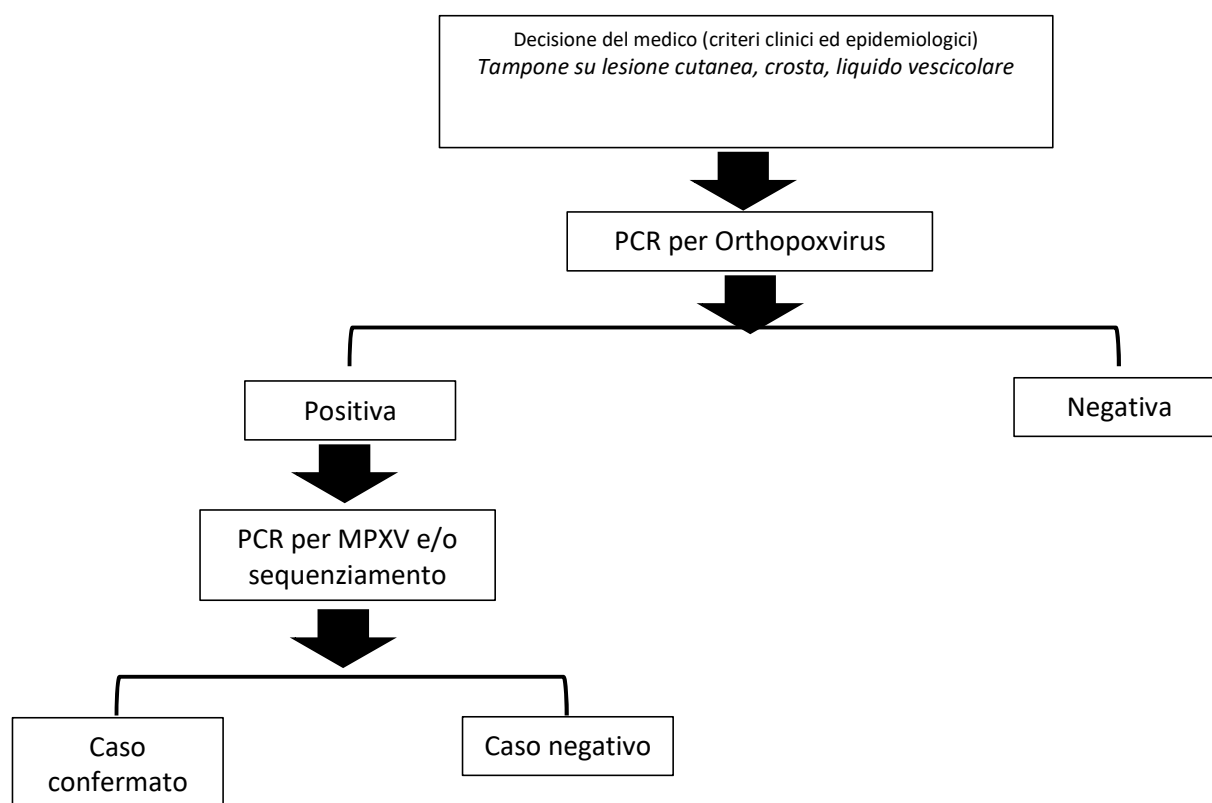 Decisione del medico (criteri clinici ed epidemiologici)
Tampone su lesione cutanea, crosta, liquido vescicolare
PCR per Orthopoxvirus
Positiva
Negativa
PCR per MPXV e/o
sequenziamento
Caso
confermato
Caso negativo